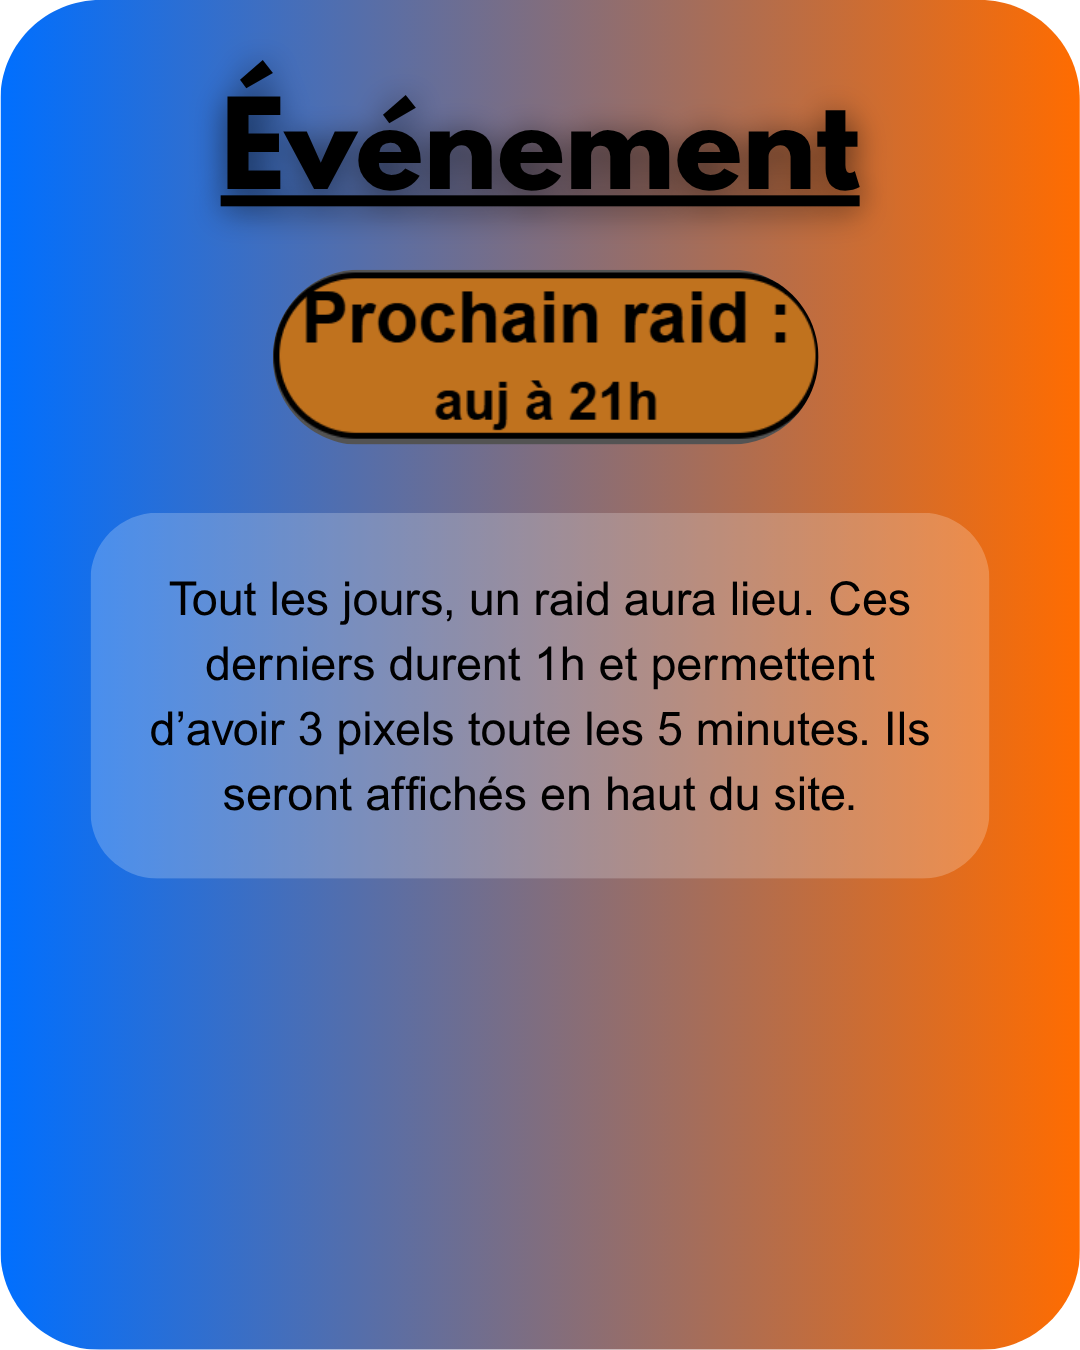 Événement
Prochain raid :
auj à 21h
Tout les jours, un raid aura lieu. Ces
derniers durent 1h et permettent
d’avoir 3 pixels toute les 5 minutes. Ils
seront affichés en haut du site.